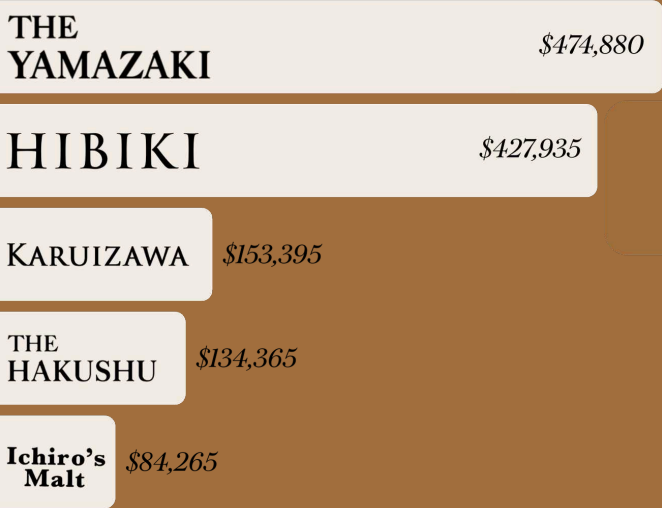 THE
YAMAZAKI
$474,880
HIBIKI
$427,935
KARUIZAWA
$153,395
THE
HAKUSHU
$134,365
Ichiro's
Malt
$84,265